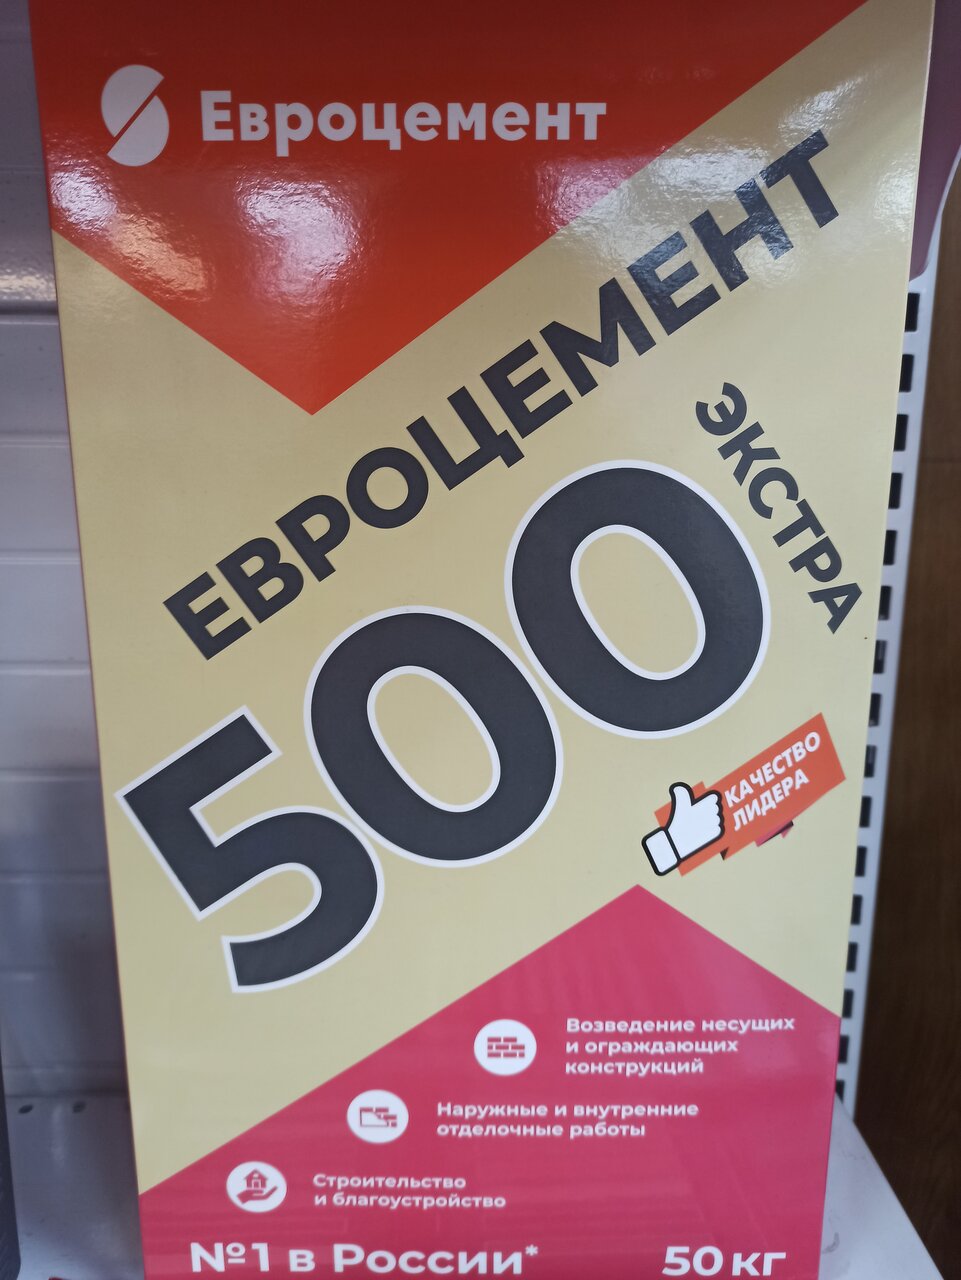 Евроцемент
ЕВРОЦЕМЕНТ
500
ЭКСТРА
КАЧЕСТВО
ЛИДЕРА
Возведение несущих
и ограждающих
конструкций
Наружные и внутренние
отделочные работы
Строительство
и благоустройство
№1 в России*
50 кг